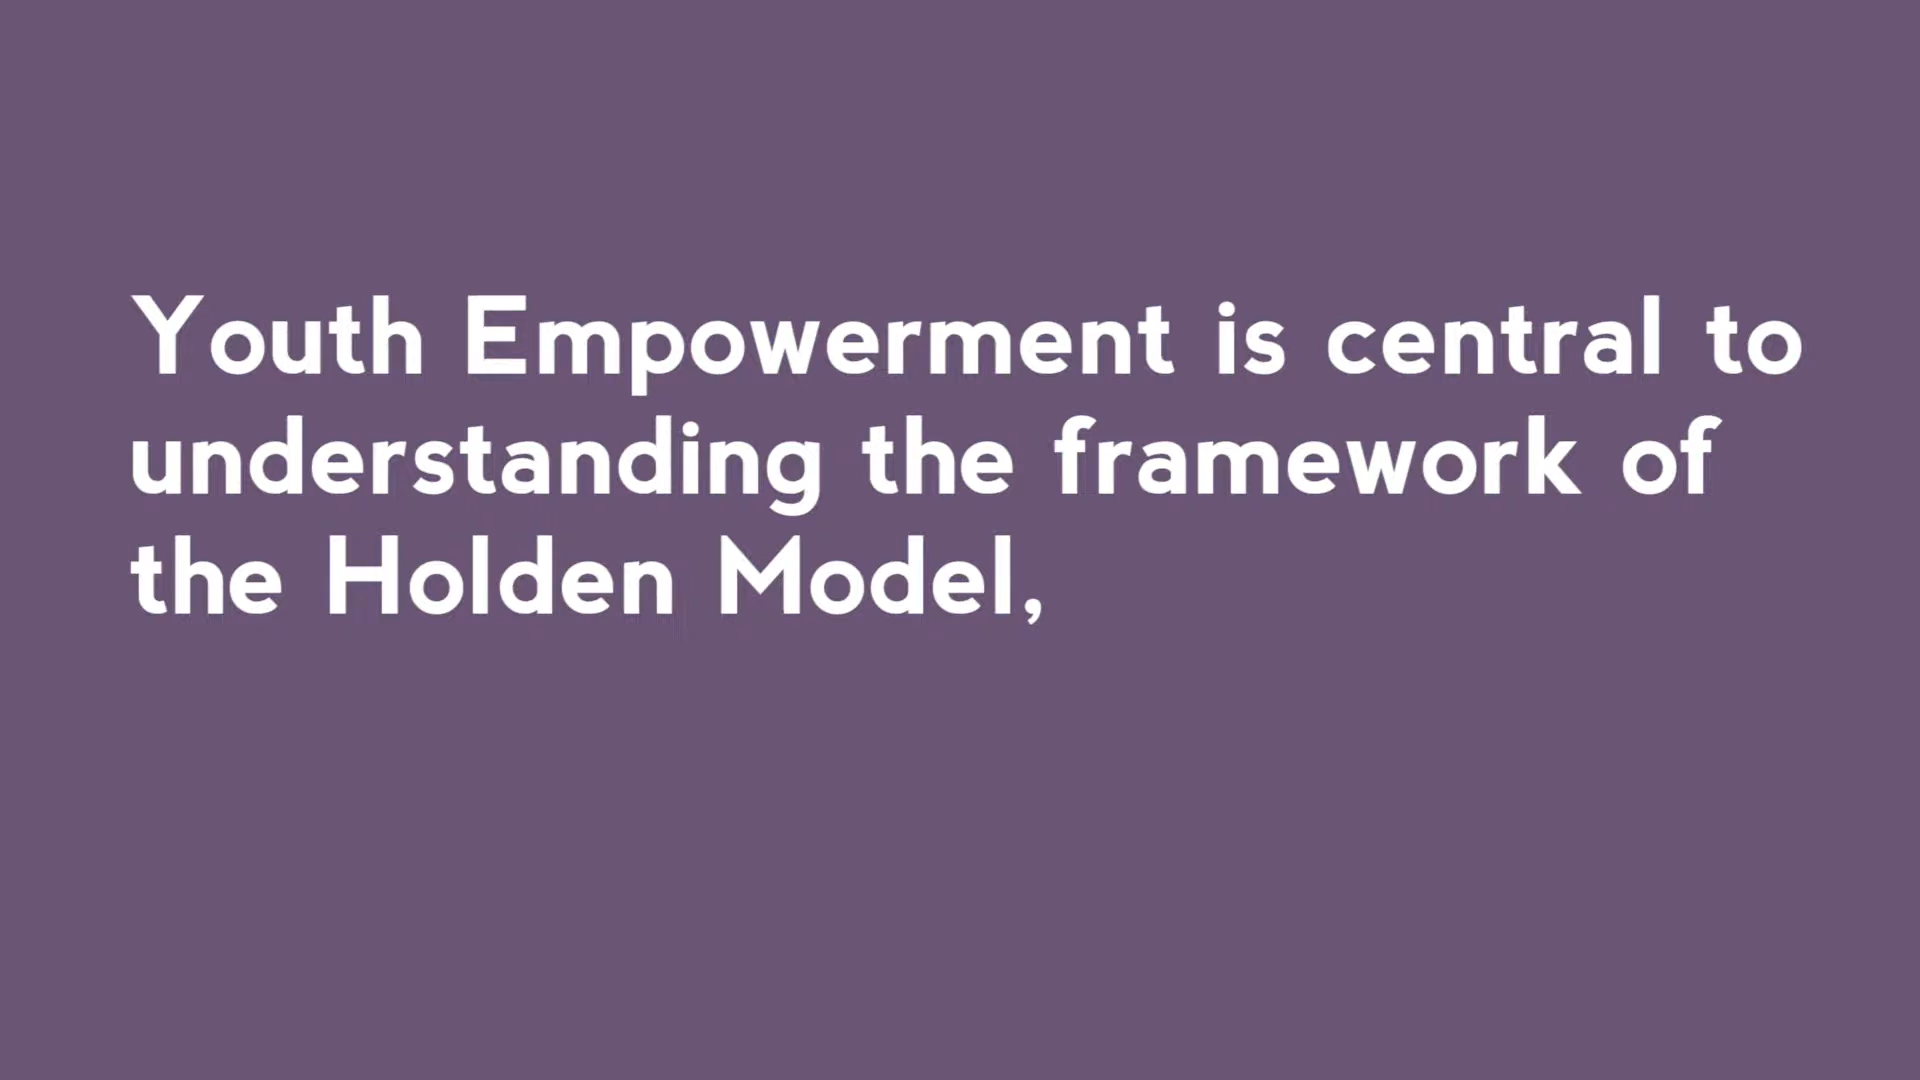 Youth Empowerment is central to
understanding the framework of
the Holden Model,